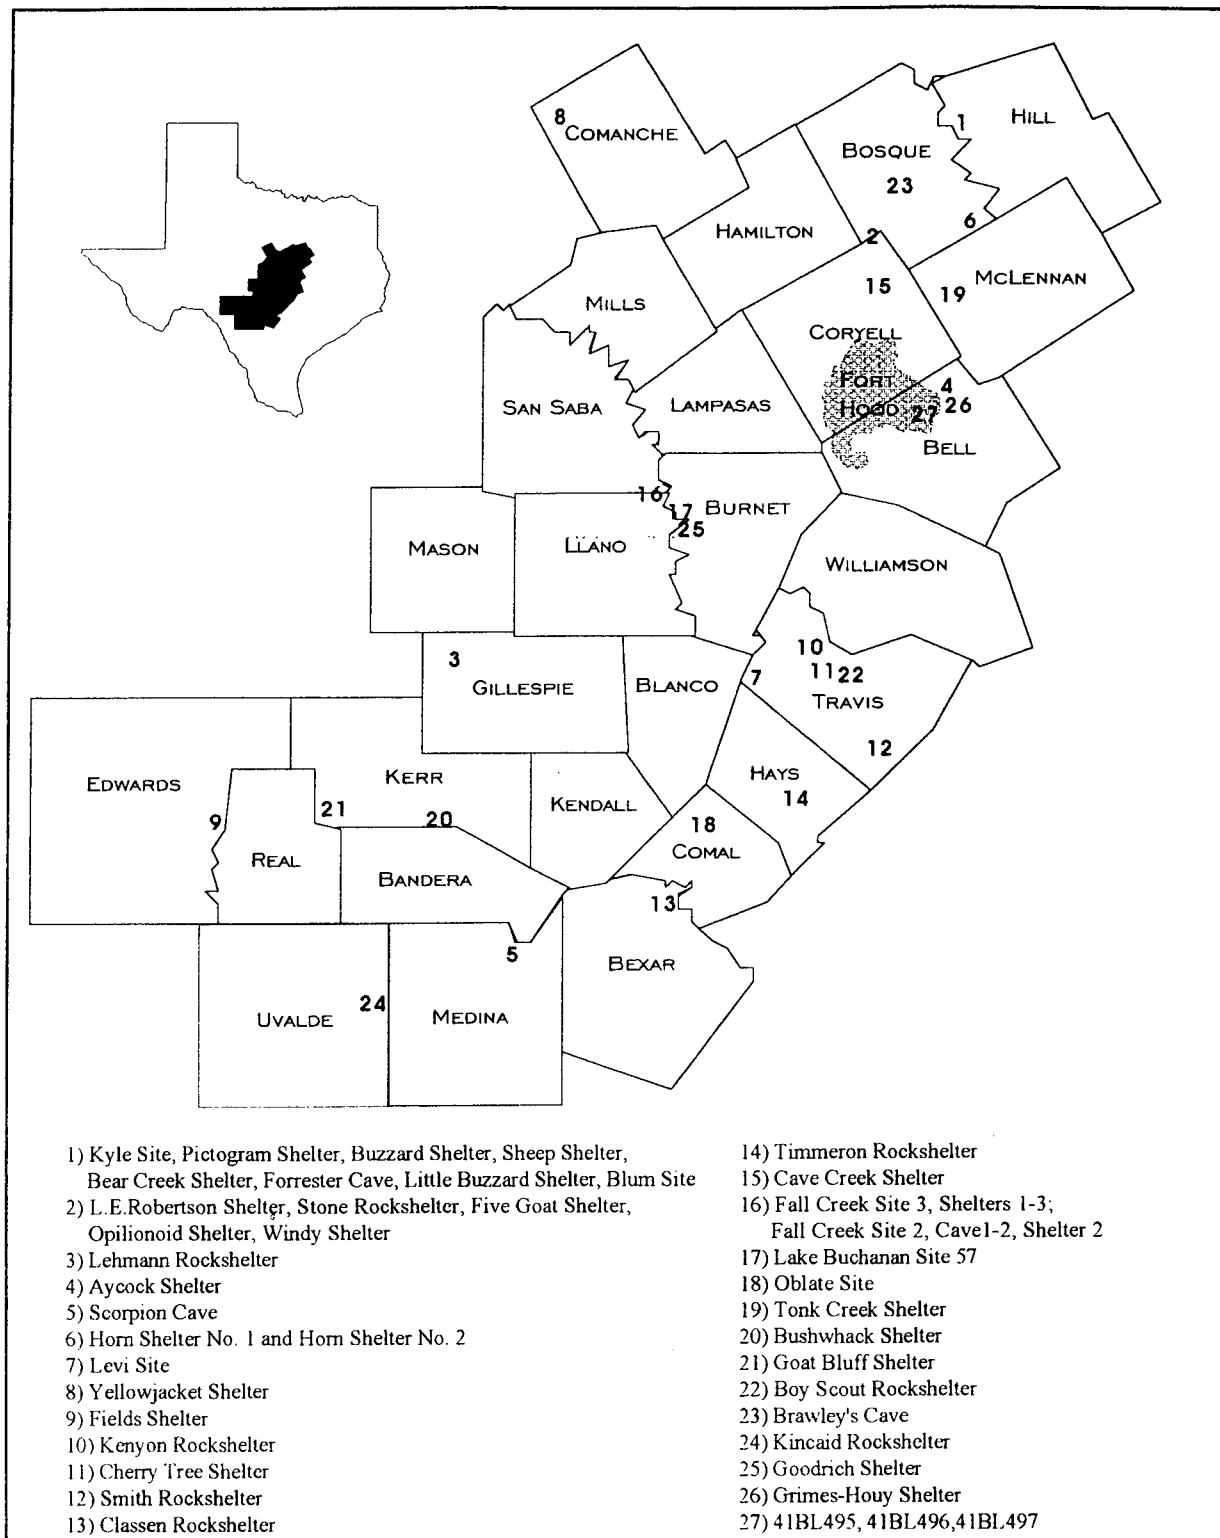 8
COMANCHE
1
HILL
BOSQUE
23
6
HAMILTON
2
15
19
MCLENNAN
MILLS
CORYELL
SAN SABA
LAMPASAS
FORT
HOOD
4
26
27
BELL
16
17
25
BURNET
MASON
LLANO
WILLIAMSON
10
11
22
3
GILLESPIE
BLANCO
7
TRAVIS
12
EDWARDS
KERR
HAYS
14
9
21
20
KENDALL
18
COMAL
REAL
BANDERA
13
5
BEXAR
24
UVALDE
MEDINA
1) Kyle Site, Pictogram Shelter, Buzzard Shelter, Sheep Shelter,
Bear Creek Shelter, Forrester Cave, Little Buzzard Shelter, Blum Site
2) L.E.Robertson Shelter, Stone Rockshelter, Five Goat Shelter,
Opilionoid Shelter, Windy Shelter
3) Lehmann Rockshelter
4) Aycock Shelter
5) Scorpion Cave
6) Horn Shelter No. 1 and Horn Shelter No. 2
7) Levi Site
8) Yellowjacket Shelter
9) Fields Shelter
10) Kenyon Rockshelter
11) Cherry Tree Shelter
12) Smith Rockshelter
13) Classen Rockshelter
14) Timmeron Rockshelter
15) Cave Creek Shelter
16) Fall Creek Site 3, Shelters 1-3;
Fall Creek Site 2, Cave1-2, Shelter 2
17) Lake Buchanan Site 57
18) Oblate Site
19) Tonk Creek Shelter
20) Bushwhack Shelter
21) Goat Bluff Shelter
22) Boy Scout Rockshelter
23) Brawley's Cave
24) Kincaid Rockshelter
25) Goodrich Shelter
26) Grimes-Houy Shelter
27) 41BL495, 41BL496,41BL497